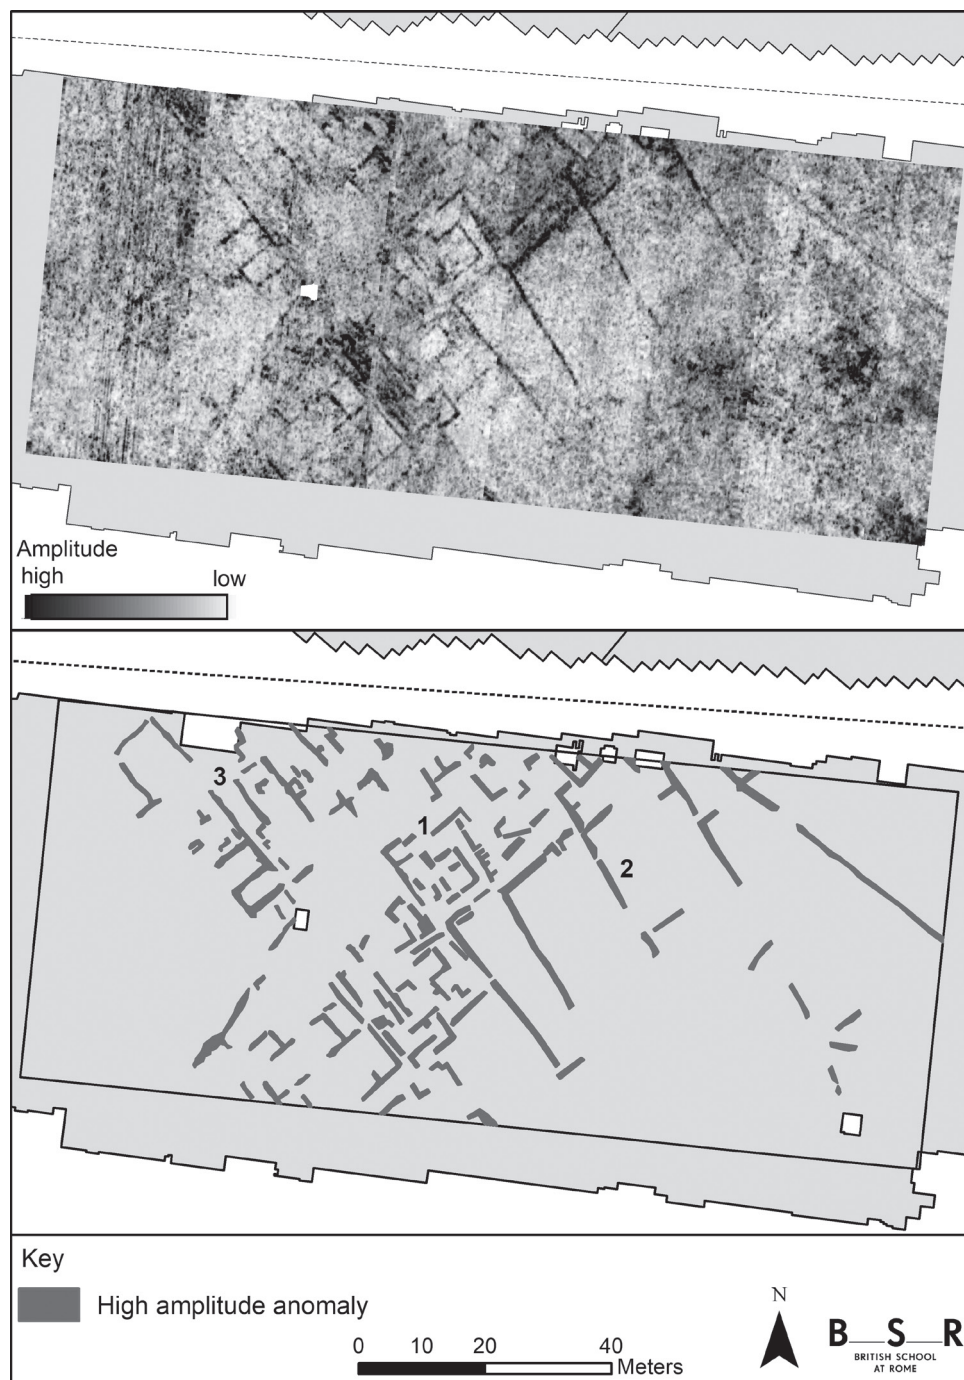 Amplitude
high low
3
1
2
Key
High amplitude anomaly
0 10 20 40
Meters
N
B S R
BRITISH SCHOOL
AT ROME